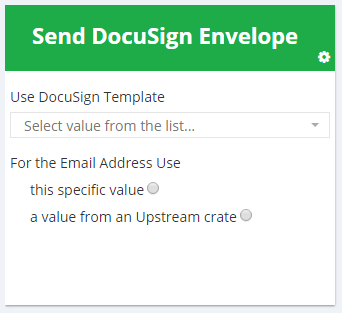 Send DocuSign Envelope
Use DocuSign Template
Select value from the list...
For the Email Address Use
this specific value
a value from an Upstream crate